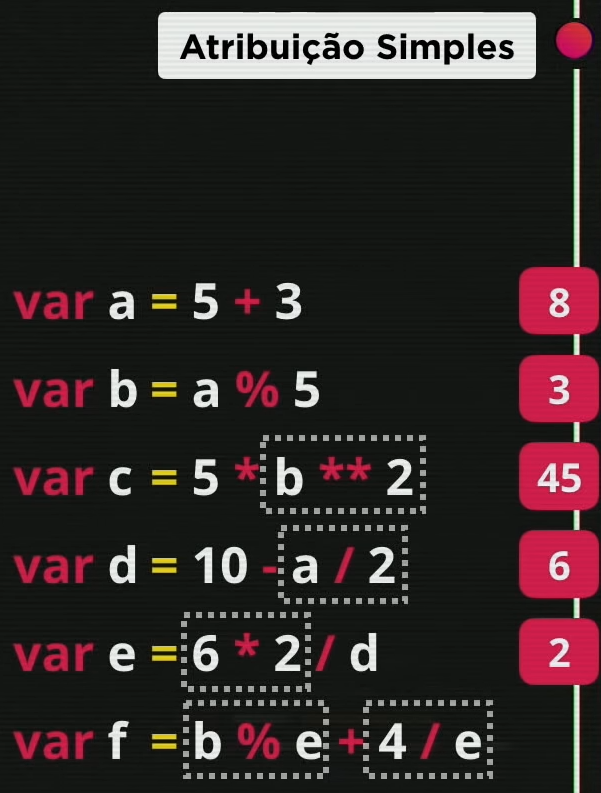 Atribuição Simples
var a = 5 + 3 8
var b = a % 5 3
var c = 5 * b ** 2 45
var d = 10 - a / 2 6
var e = 6 * 2 / d 2
var f = b % e + 4 / e